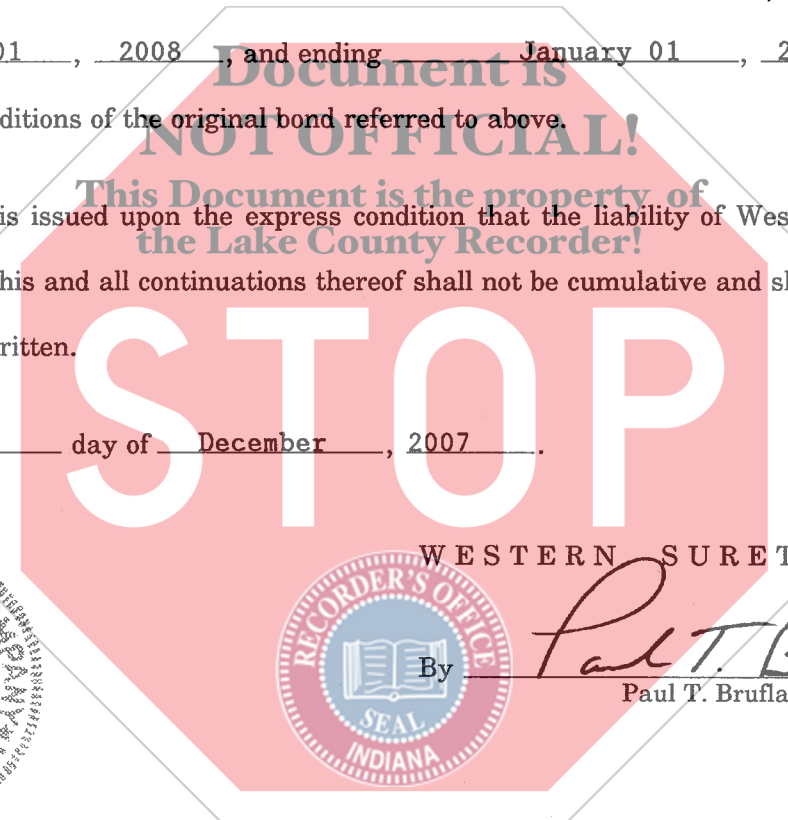 01 , 2008 , and ending January 01 , 2
Document is
ditions of the original bond referred to above.
NOT OFFICIAL!
This Document is the property of
is issued upon the express condition that the liability of Wes
the Lake County Recorder!
his and all continuations thereof shall not be cumulative and sh
ritten.
STOP
day of December , 2007 .
WESTERN SURET
RECORDER'S OFFICE
SEAL
INDIANA
MPANY
By Paul T. B
Paul T. Brufla